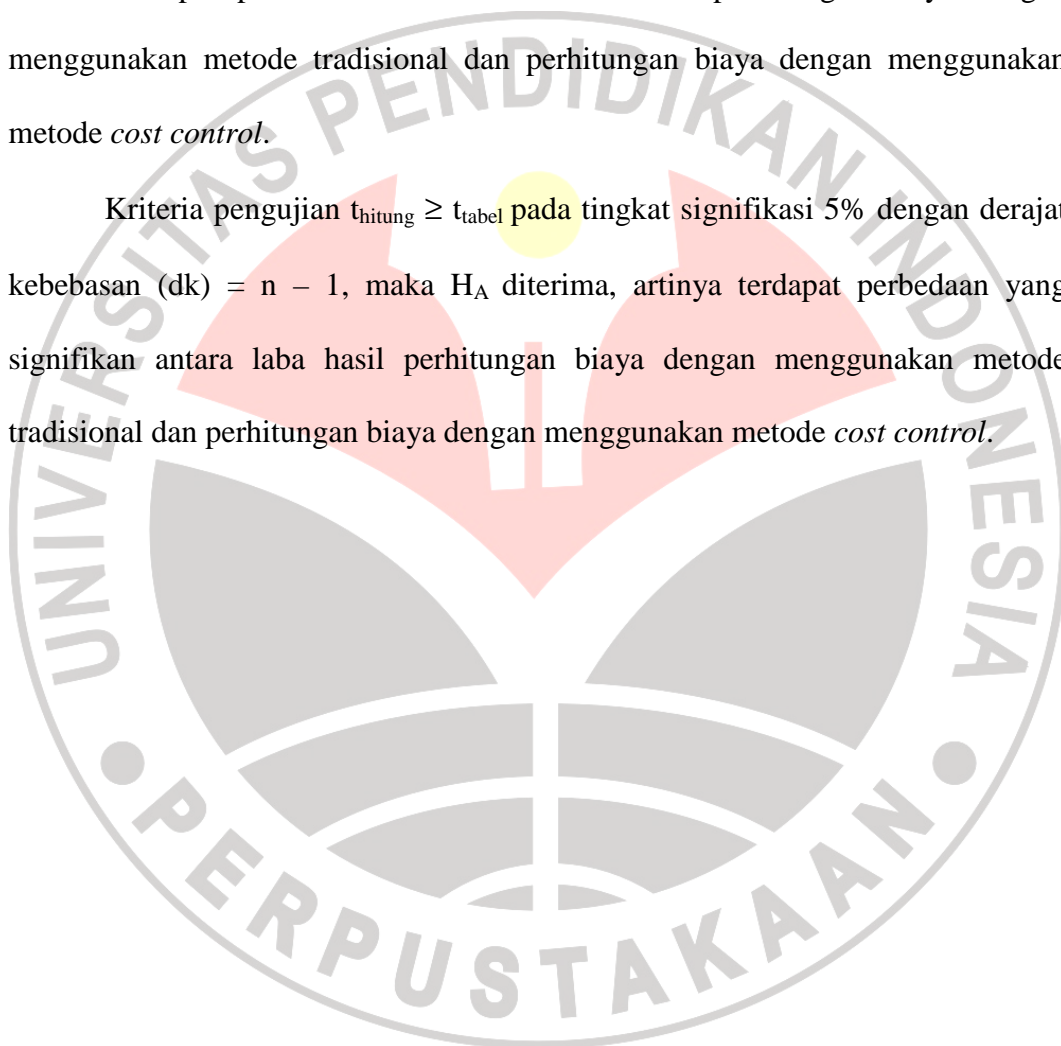 menggunakan metode tradisional dan perhitungan biaya dengan menggunakan
metode cost control.
Kriteria pengujian thitung ≥ ttabel pada tingkat signifikasi 5% dengan derajat
kebebasan (dk) = n – 1, maka HA diterima, artinya terdapat perbedaan yang
signifikan antara laba hasil perhitungan biaya dengan menggunakan metode
tradisional dan perhitungan biaya dengan menggunakan metode cost control.
UNIVERSITAS PENDIDIKAN INDONESIA
PERPUSTAKAAN